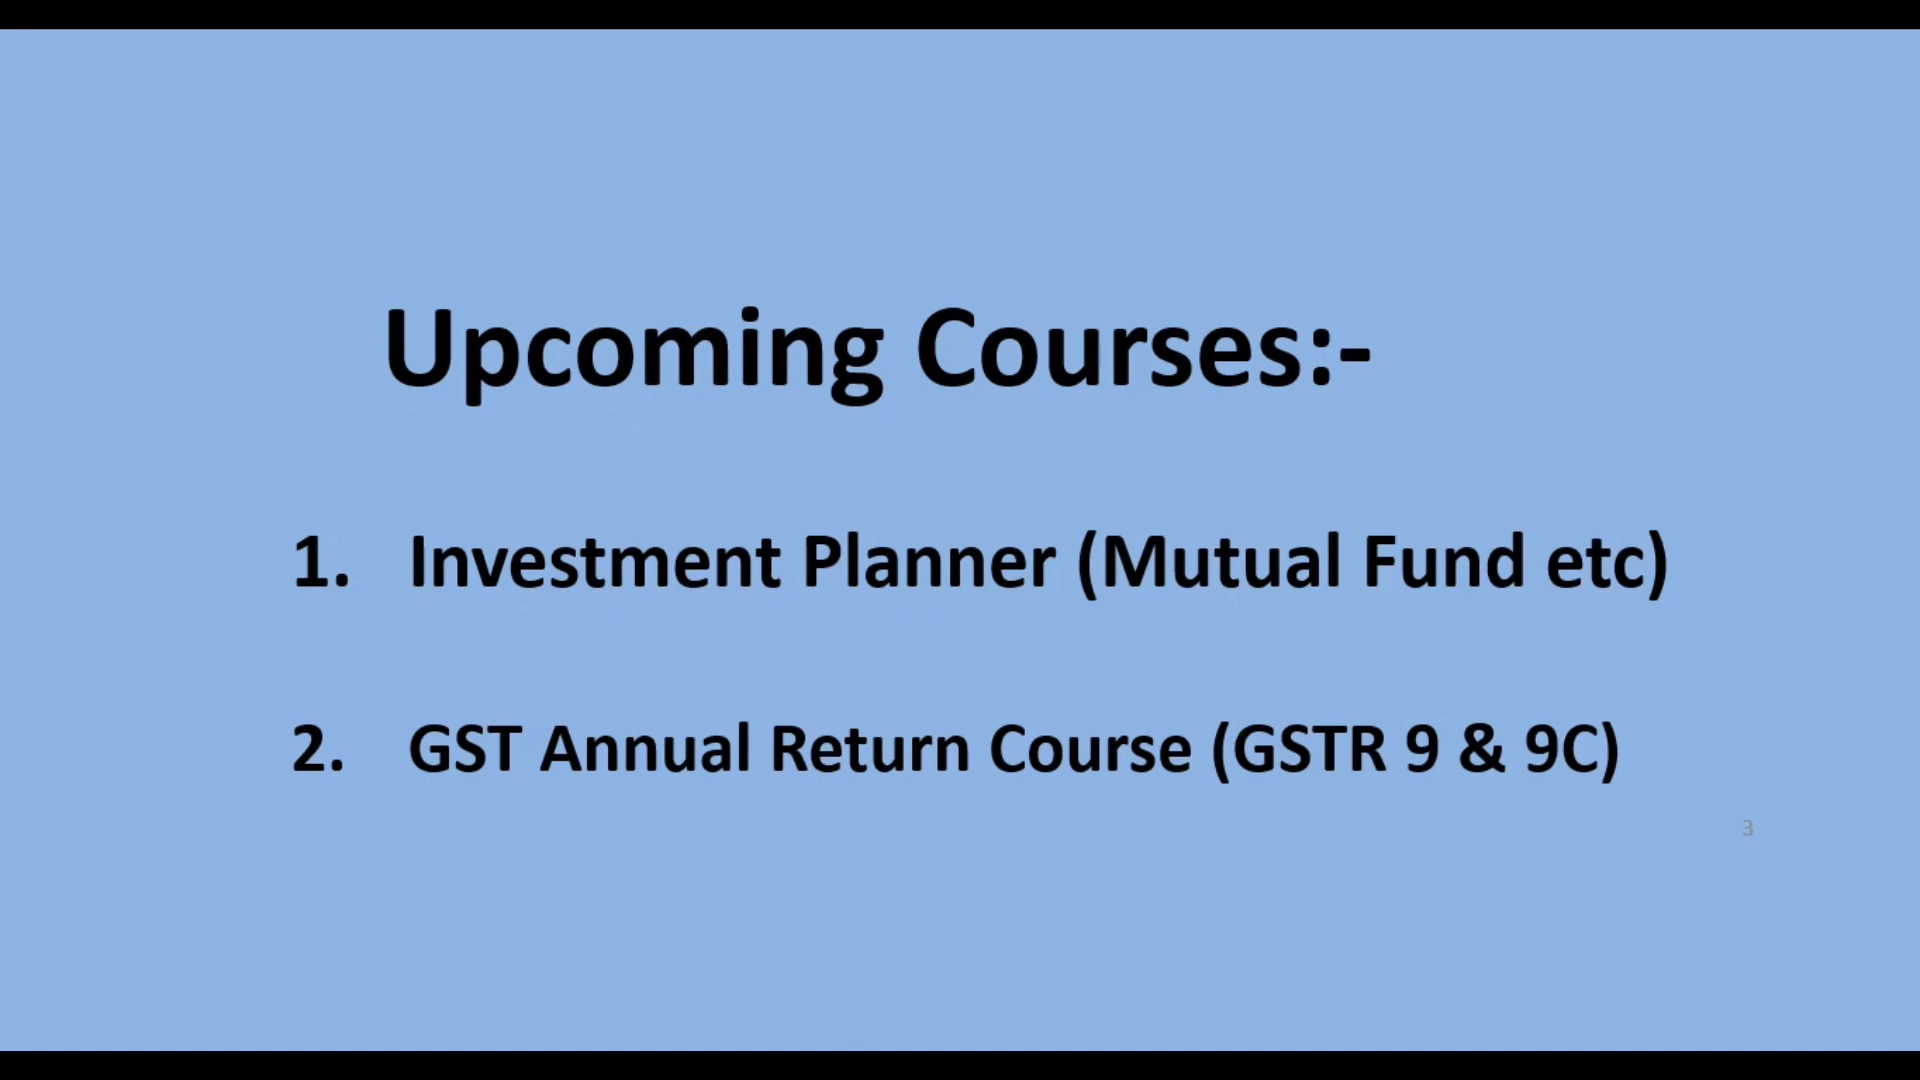 Upcoming Courses:-
1. Investment Planner (Mutual Fund etc)
2. GST Annual Return Course (GSTR 9 & 9C)
3